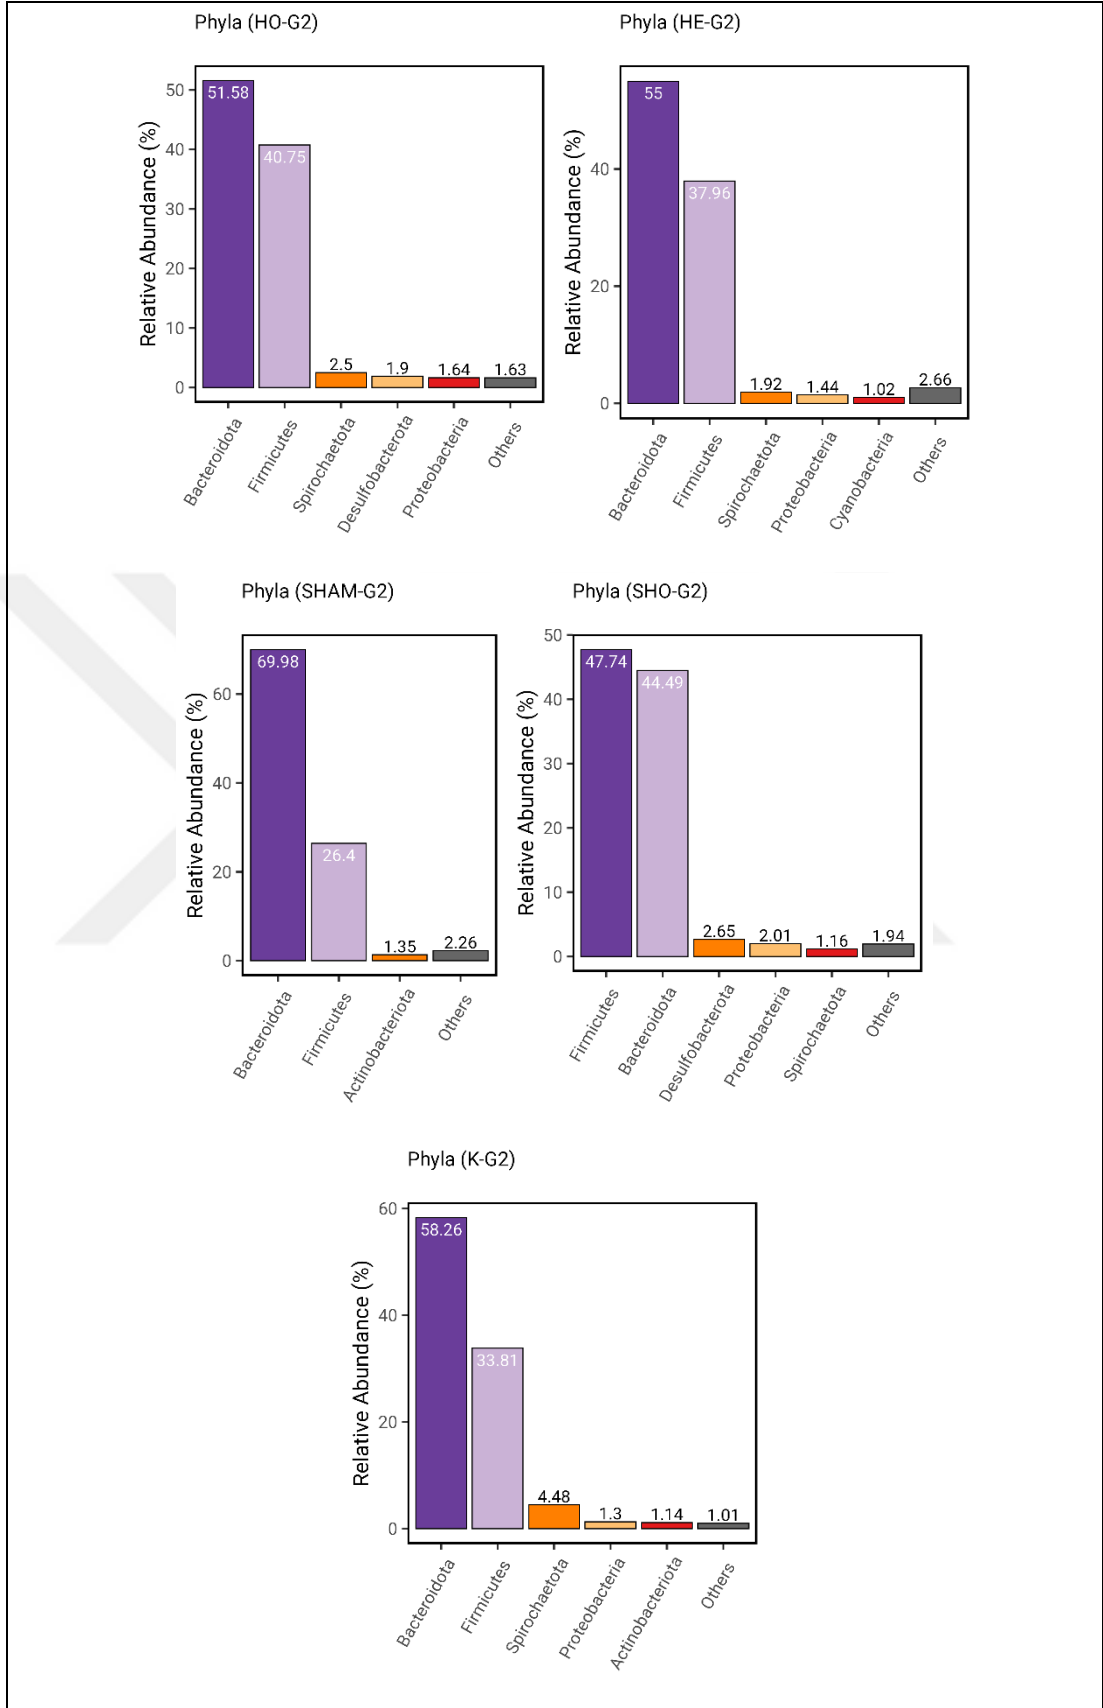 Phyla (HO-G2)
Relative Abundance (%)
50
40
30
20
10
0
51.58
40.75
2.5
1.9
1.64
1.63
Bacteroidota
Firmicutes
Spirochaetota
Desulfobacterota
Proteobacteria
Others
Phyla (HE-G2)
Relative Abundance (%)
40
20
0
55
37.96
1.92
1.44
1.02
2.66
Bacteroidota
Firmicutes
Spirochaetota
Proteobacteria
Cyanobacteria
Others
Phyla (SHAM-G2)
Relative Abundance (%)
60
40
20
0
69.98
26.4
1.35
2.26
Bacteroidota
Firmicutes
Actinobacteriota
Others
Phyla (SHO-G2)
Relative Abundance (%)
50
40
30
20
10
0
47.74
44.49
2.65
2.01
1.16
1.94
Firmicutes
Bacteroidota
Desulfobacterota
Proteobacteria
Spirochaetota
Others
Phyla (K-G2)
Relative Abundance (%)
60
40
20
0
58.26
33.81
4.48
1.3
1.14
1.01
Bacteroidota
Firmicutes
Spirochaetota
Proteobacteria
Actinobacteriota
Others